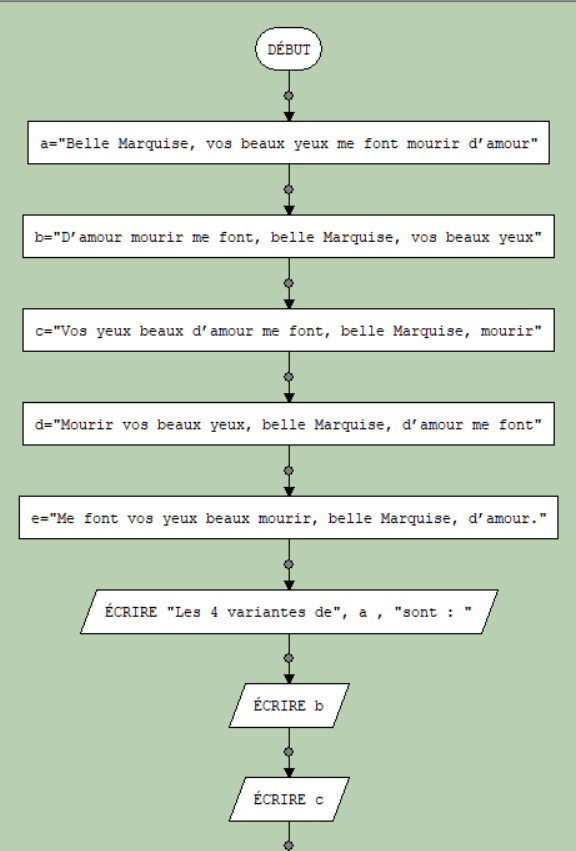 DÉBUT
a="Belle Marquise, vos beaux yeux me font mourir d’amour"
b="D’amour mourir me font, belle Marquise, vos beaux yeux"
c="Vos yeux beaux d’amour me font, belle Marquise, mourir"
d="Mourir vos beaux yeux, belle Marquise, d’amour me font"
e="Me font vos yeux beaux mourir, belle Marquise, d’amour."
ÉCRIRE "Les 4 variantes de", a , "sont : "
ÉCRIRE b
ÉCRIRE c